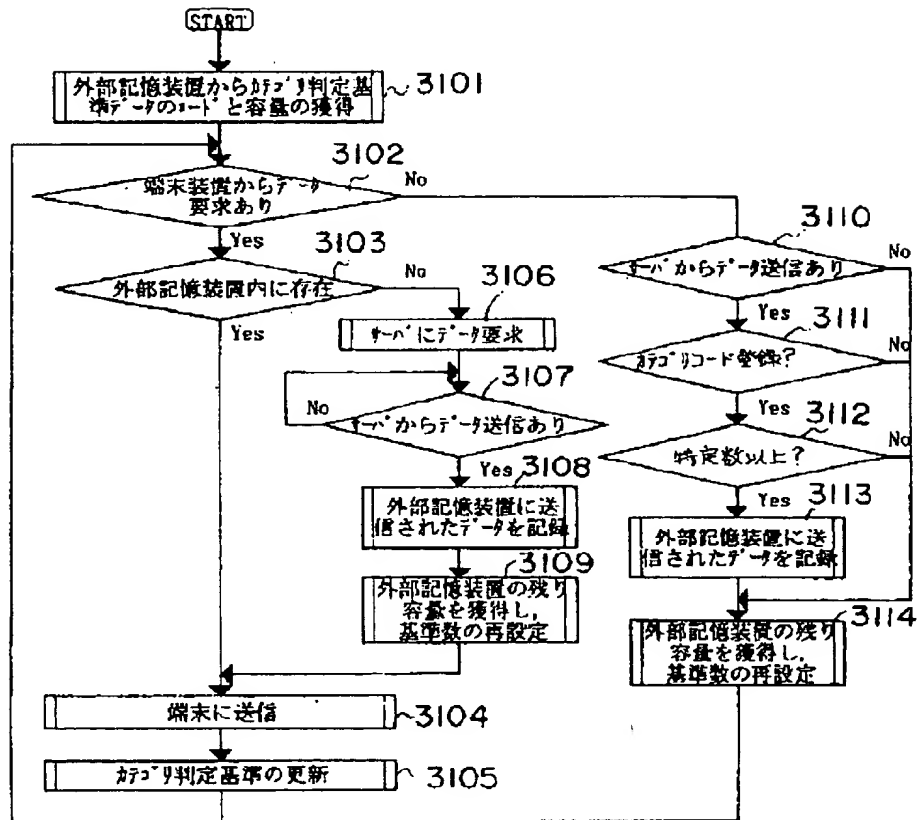 START
外部記憶装置からｶﾃｺﾞﾘ判定基
準ﾃﾞｰﾀのｺｰﾄﾞと容量の獲得
3101
3102
端末装置からデータ
要求あり
No
Yes
3103
外部記憶装置内に存在
No
Yes
3106
ｻｰﾊﾞにﾃﾞｰﾀ要求
3107
ｻｰﾊﾞからデータ送信あり
No
Yes
3108
外部記憶装置に送
信されたデータを記録
3109
外部記憶装置の残り
容量を獲得し，
基準数の再設定
3104
端末に送信
3105
ｶﾃｺﾞﾘ判定基準の更新
3110
ｻｰﾊﾞからデータ送信あり
No
Yes
3111
ｶﾃｺﾞﾘコード登録?
No
Yes
3112
特定数以上?
No
Yes
3113
外部記憶装置に送
信されたデータを記録
3114
外部記憶装置の残り
容量を獲得し，
基準数の再設定